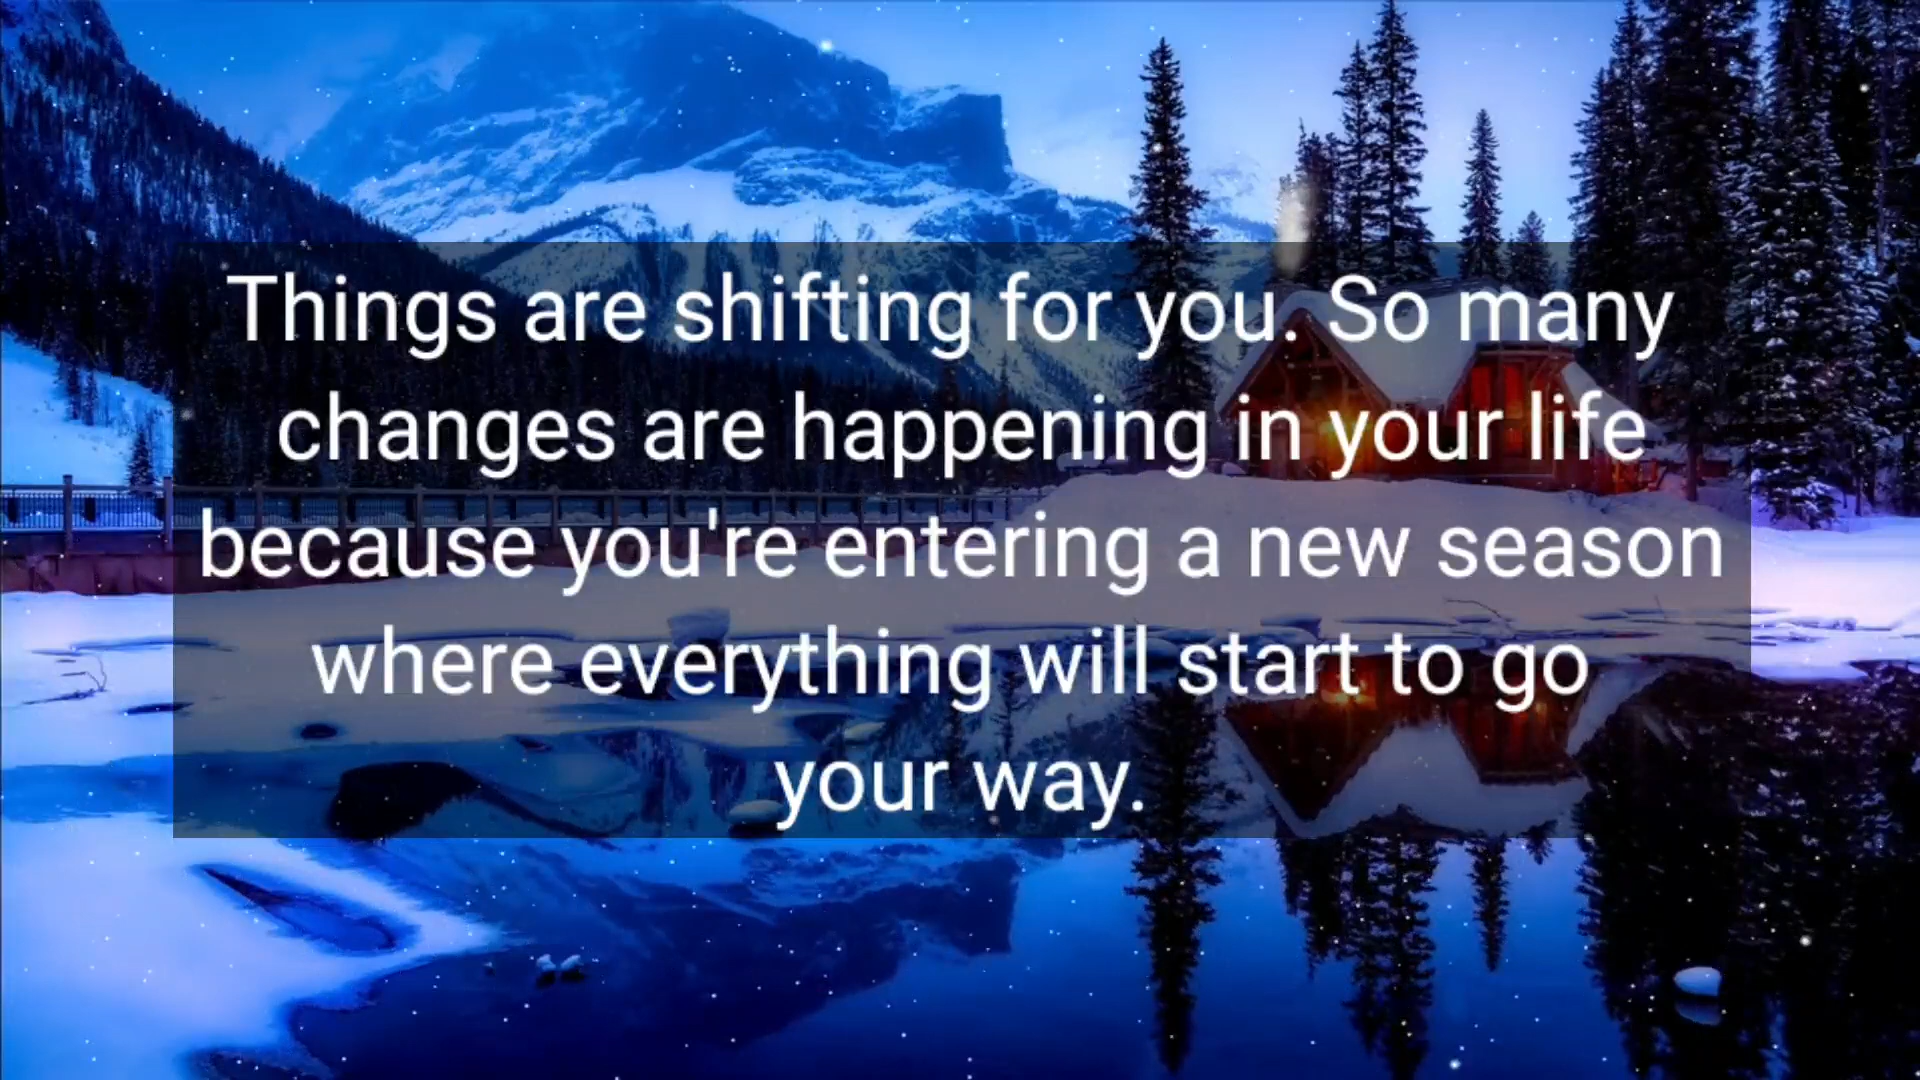 Things are shifting for you. So many
changes are happening in your life
because you're entering a new season
where everything will start to go
your way.